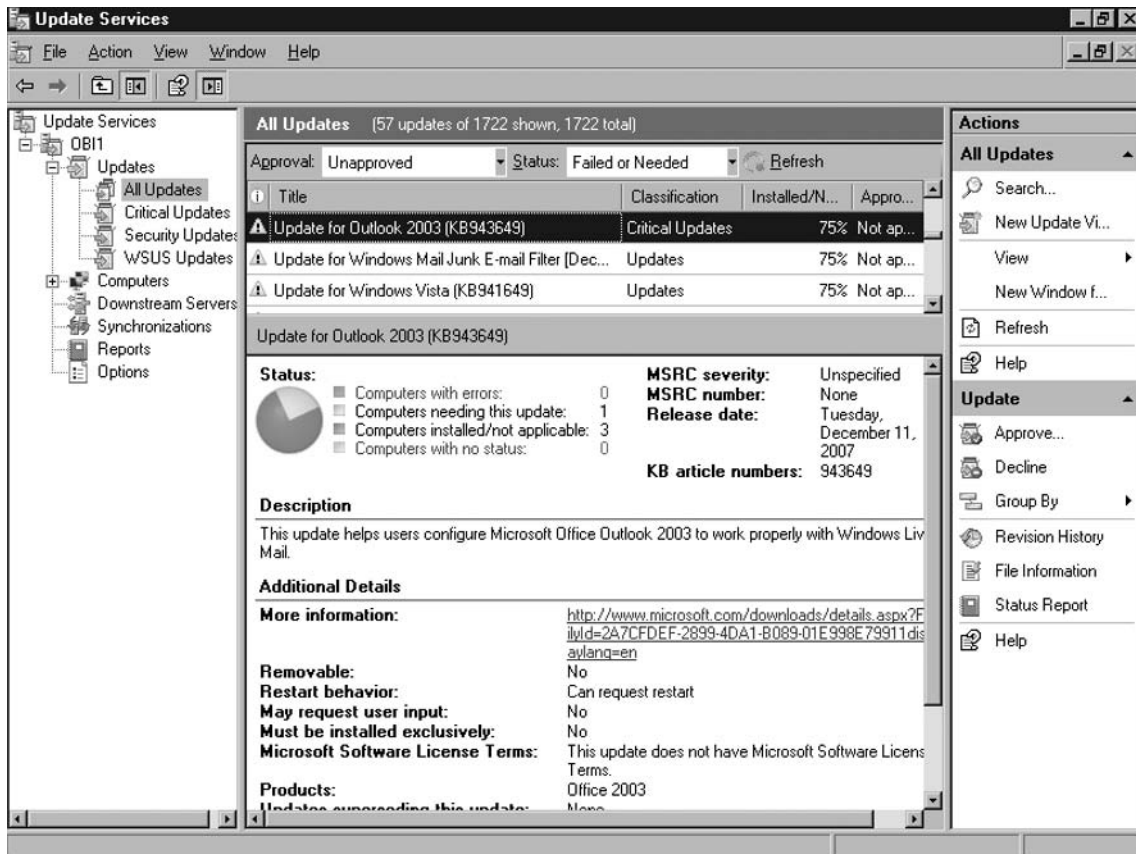 Update Services
File Action View Window Help
Update Services
OBI1
Updates
All Updates
Critical Updates
Security Updates
WSUS Updates
Computers
Downstream Servers
Synchronizations
Reports
Options
All Updates (57 updates of 1722 shown, 1722 total)
Approval: Unapproved Status: Failed or Needed Refresh
Title Classification Installed/N... Appro...
Update for Outlook 2003 (KB943649) Critical Updates 75% Not ap...
Update for Windows Mail Junk E-mail Filter [Dec... Updates 75% Not ap...
Update for Windows Vista (KB941649) Updates 75% Not ap...
Update for Outlook 2003 (KB943649)
Status:
Computers with errors: 0
Computers needing this update: 1
Computers installed/not applicable: 3
Computers with no status: 0
MSRC severity: Unspecified
MSRC number: None
Release date: Tuesday,
December 11,
2007
KB article numbers: 943649
Description
This update helps users configure Microsoft Office Outlook 2003 to work properly with Windows Liv
Mail.
Additional Details
More information: http://www.microsoft.com/downloads/details.aspx?F
ilyId=2A7CFDEF-2899-4DA1-B089-01E998E79911dis
aylang=en
Removable: No
Restart behavior: Can request restart
May request user input: No
Must be installed exclusively: No
Microsoft Software License Terms: This update does not have Microsoft Software Licens
Terms.
Products: Office 2003
Updates superseding this update: None
Actions
All Updates
Search...
New Update Vi...
View
New Window f...
Refresh
Help
Update
Approve...
Decline
Group By
Revision History
File Information
Status Report
Help